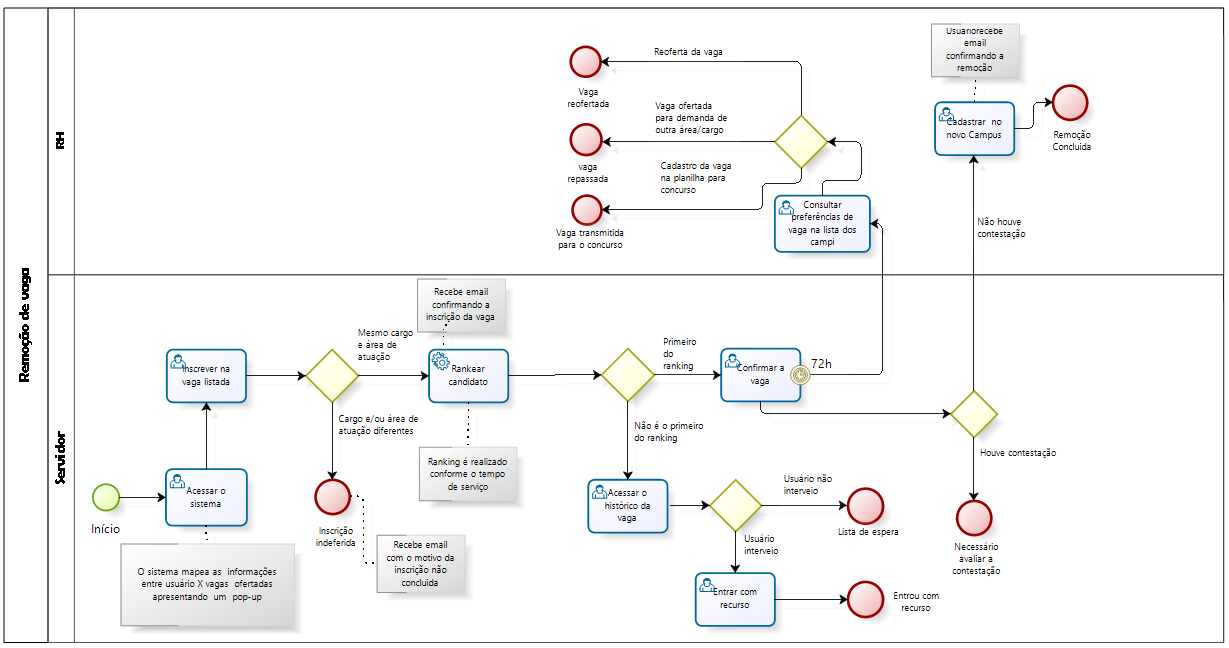 Remoção de vaga
RH
Servidor
Reoferta da vaga
Vaga
reofertada
Vaga ofertada
para demanda de
outra área/cargo
vaga
repassada
Cadastro da vaga
na planilha para
concurso
Vaga transmitida
para o concurso
Consultar
preferências de
vaga na lista dos
campi
Usuáriorecebe
email
confirmando a
remocão
Cadastrar no
novo Campus
Remoção
Concluida
Não houve
contestação
Recebe email
confirmando a
inscrição da vaga
Mesmo cargo
e área de
atuação
Inscrever na
vaga listada
Rankear
candidato
Primeiro
do
ranking
Confirmar a
vaga
72h
Cargo e/ou área de
atuação diferentes
Não é o primeiro
do ranking
Houve contestação
Ranking é realizado
conforme o tempo
de serviço
Acessar o
sistema
Início
Inscrição
indeferida
Recebe email
com o motivo da
inscrição não
concluida
O sistema mapea as informações
entre usuário X vagas ofertadas
apresentando um pop-up
Acessar o
histórico da
vaga
Usuário não
interveio
Lista de espera
Usuário
interveio
Entrar com
recurso
Entrou com
recurso
Necessário
avaliar a
contestação